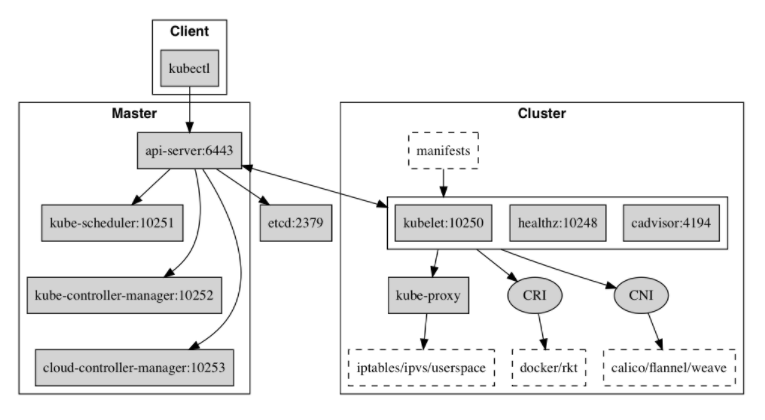 Client
kubectl
Master
api-server:6443
kube-scheduler:10251
etcd:2379
kube-controller-manager:10252
cloud-controller-manager:10253
Cluster
manifests
kubelet:10250
healthz:10248
cadvisor:4194
kube-proxy
CRI
CNI
iptables/ipvs/userspace
docker/rkt
calico/flannel/weave